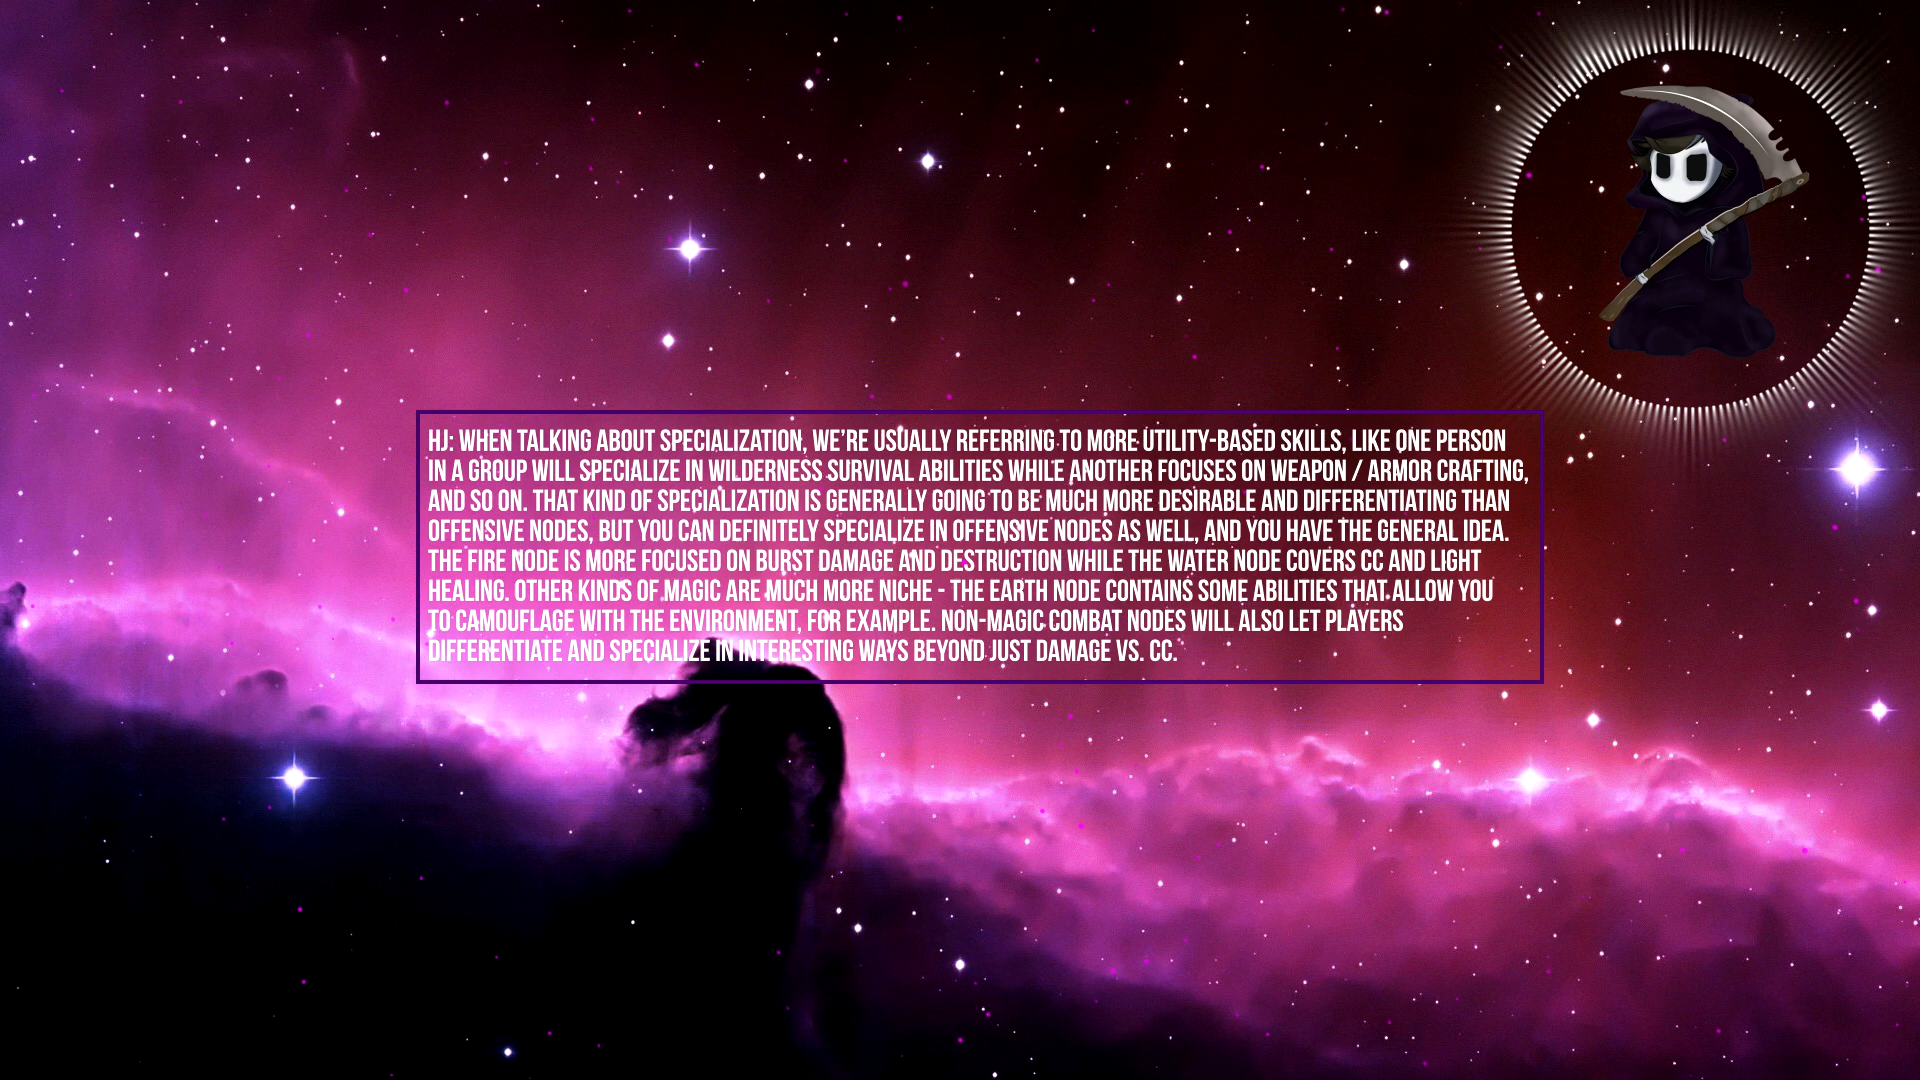 HJ: WHEN TALKING ABOUT SPECIALIZATION, WE'RE USUALLY REFERRING TO MORE UTILITY-BASED SKILLS, LIKE ONE PERSON
IN A GROUP WILL SPECIALIZE IN WILDERNESS SURVIVAL ABILITIES WHILE ANOTHER FOCUSES ON WEAPON / ARMOR CRAFTING,
AND SO ON. THAT KIND OF SPECIALIZATION IS GENERALLY GOING TO BE MUCH MORE DESIRABLE AND DIFFERENTIATING THAN
OFFENSIVE NODES, BUT YOU CAN DEFINITELY SPECIALIZE IN OFFENSIVE NODES AS WELL, AND YOU HAVE THE GENERAL IDEA.
THE FIRE NODE IS MORE FOCUSED ON BURST DAMAGE AND DESTRUCTION WHILE THE WATER NODE COVERS CC AND LIGHT
HEALING. OTHER KINDS OF MAGIC ARE MUCH MORE NICHE - THE EARTH NODE CONTAINS SOME ABILITIES THAT ALLOW YOU
TO CAMOUFLAGE WITH THE ENVIRONMENT, FOR EXAMPLE. NON-MAGIC COMBAT NODES WILL ALSO LET PLAYERS
DIFFERENTIATE AND SPECIALIZE IN INTERESTING WAYS BEYOND JUST DAMAGE VS. CC.